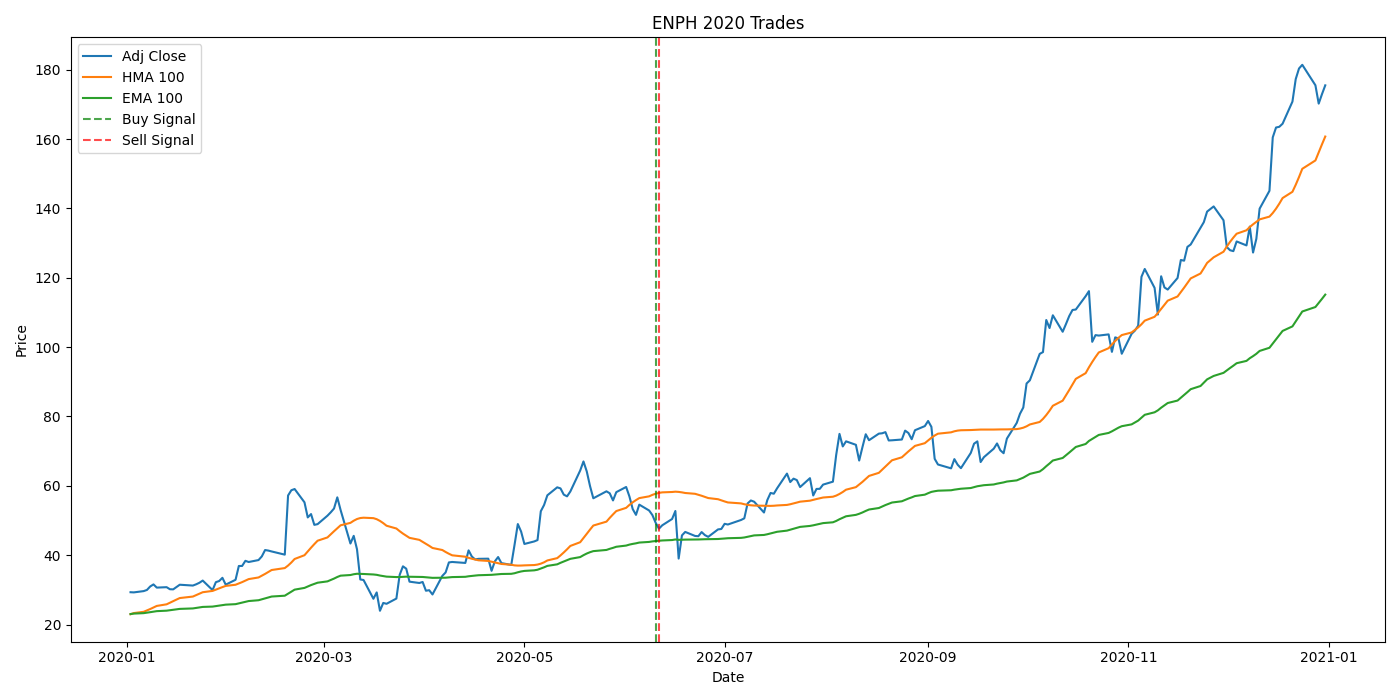 ENPH 2020 Trades
Adj Close
HMA 100
EMA 100
Buy Signal
Sell Signal
Price
180
160
140
120
100
80
60
40
20
2020-01 2020-03 2020-05 2020-07 2020-09 2020-11 2021-01
Date